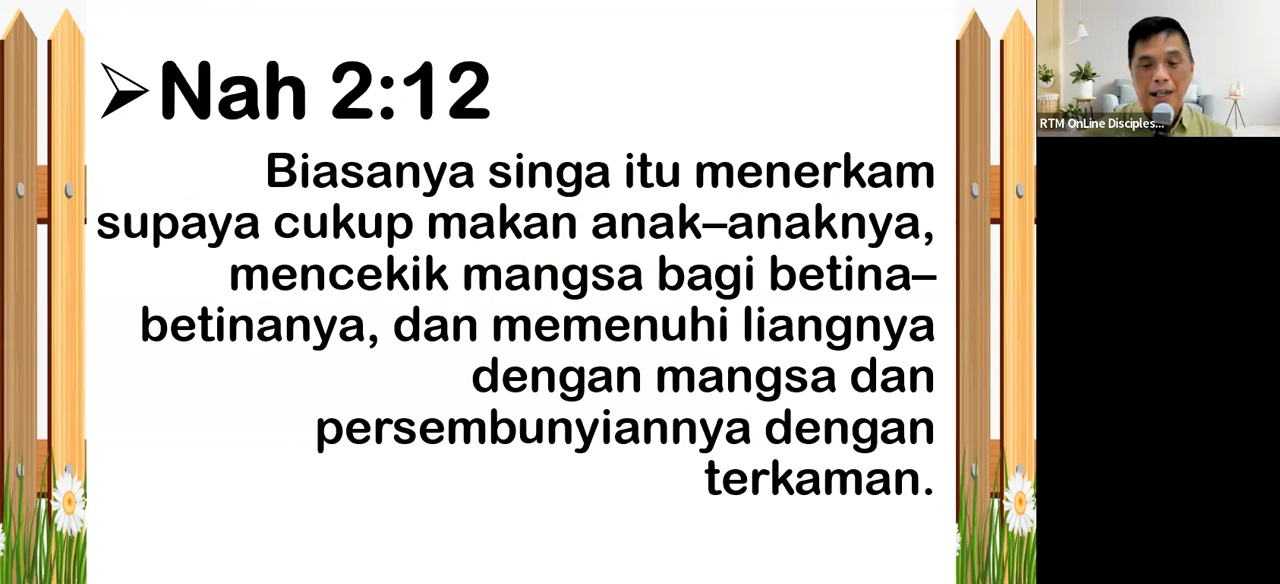 ➢Nah 2:12
Biasanya singa itu menerkam
supaya cukup makan anak–anaknya,
mencekik mangsa bagi betina–
betinanya, dan memenuhi liangnya
dengan mangsa dan
persembunyiannya dengan
terkaman.
RTM OnLine Disciples...